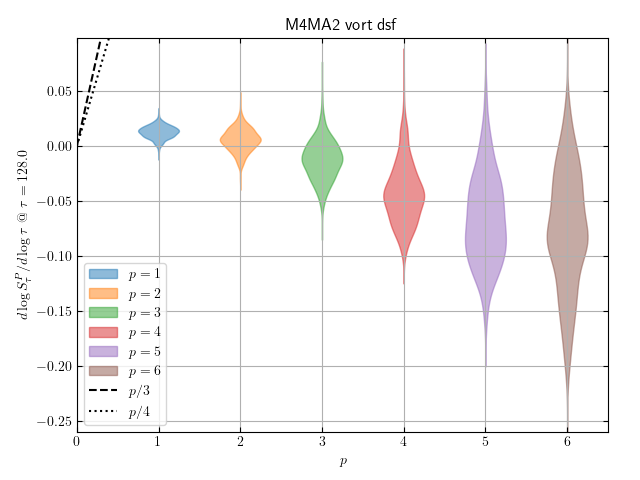 M4MA2 vort dsf
d log S_τ^P / d log τ @ τ = 128.0
0.05
0.00
−0.05
−0.10
−0.15
−0.20
−0.25
p = 1
p = 2
p = 3
p = 4
p = 5
p = 6
p/3
p/4
0 1 2 3 4 5 6
p